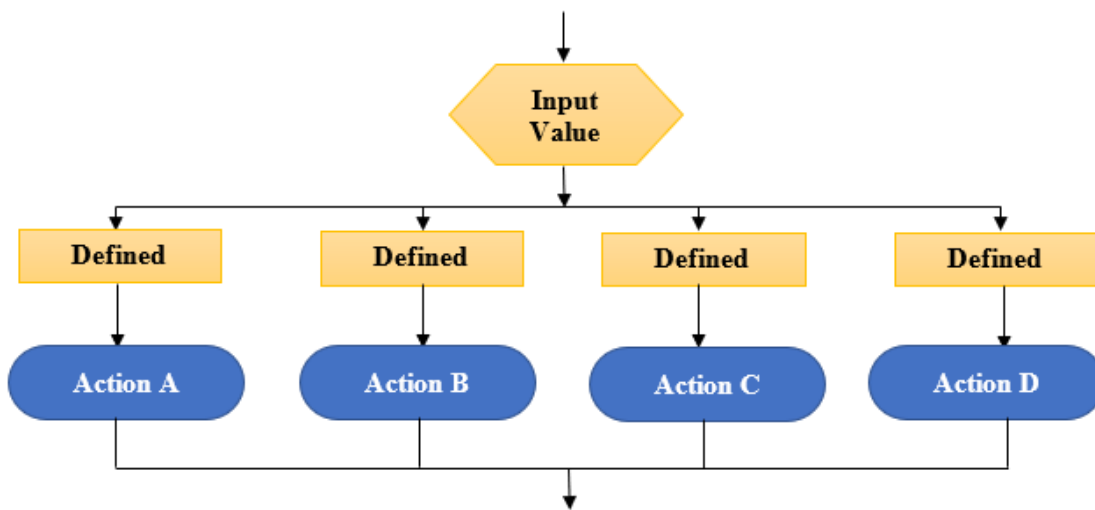 Input
Value
Defined
Defined
Defined
Defined
Action A
Action B
Action C
Action D